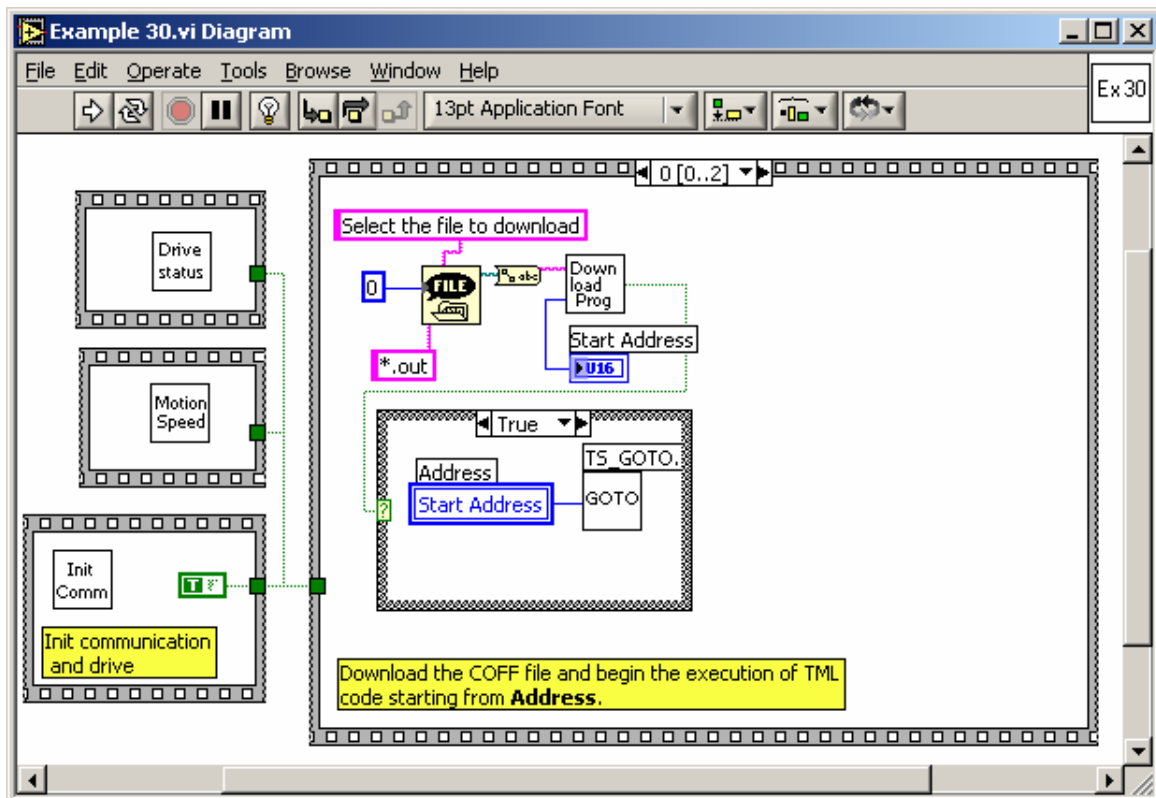 Example 30.vi Diagram
File Edit Operate Tools Browse Window Help
13pt Application Font
Ex 30
0 [0..2]
Drive
status
Motion
Speed
Init
Comm
T
Init communication
and drive
Select the file to download
0
FILE
abc
Down
load
Prog
*.out
Start Address
U16
True
?
Address
Start Address
TS_GOTO.
GOTO
Download the COFF file and begin the execution of TML
code starting from Address.